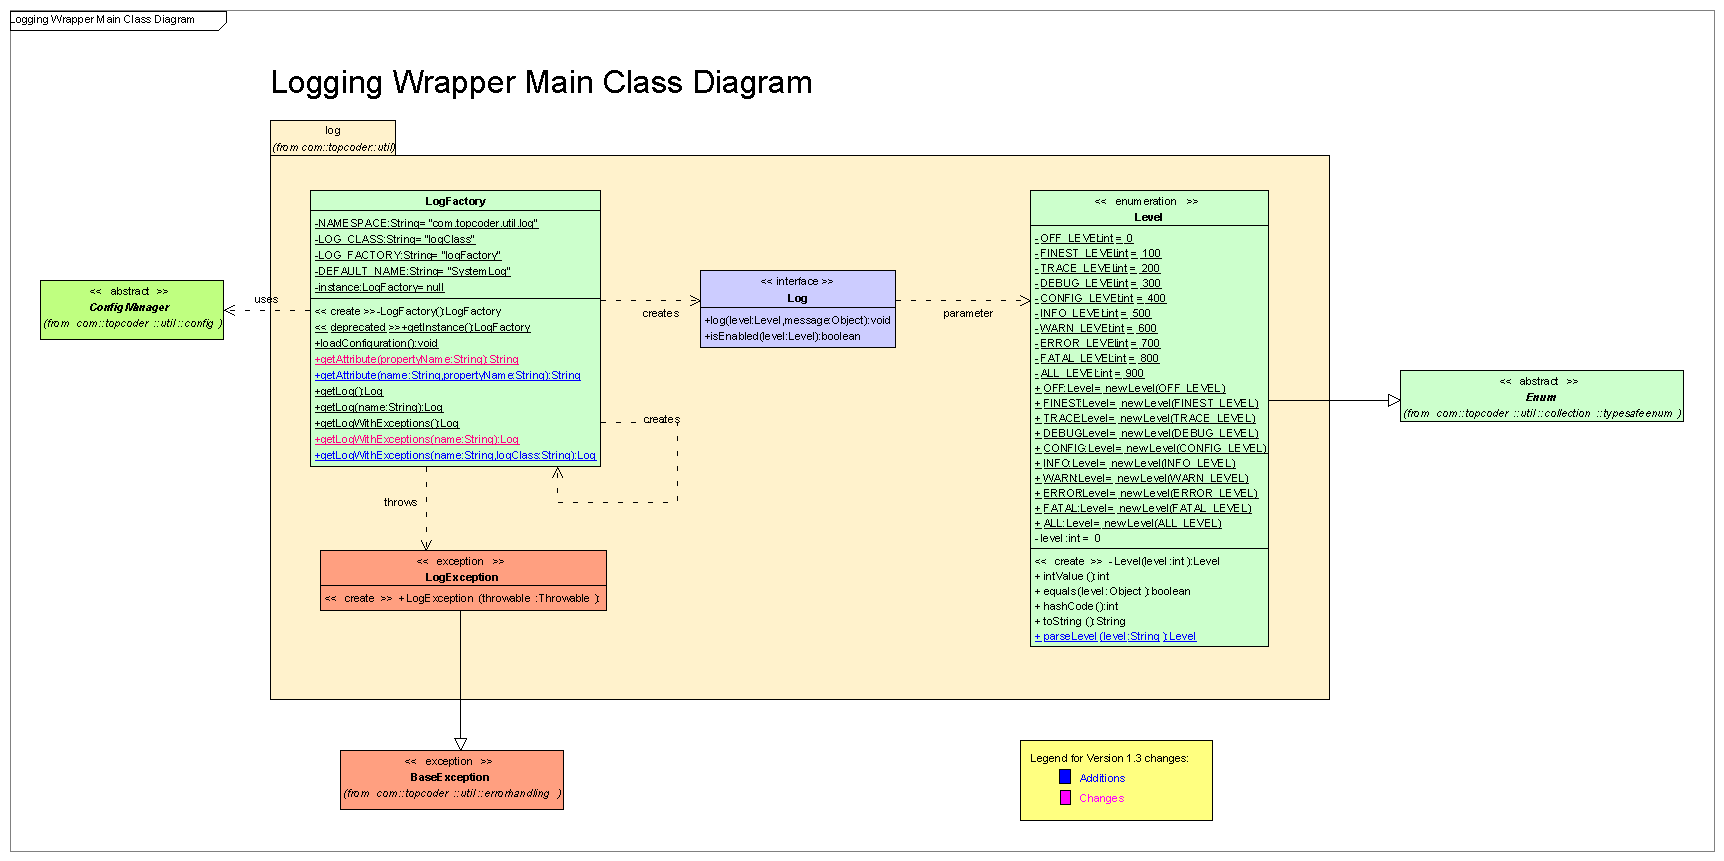 Logging Wrapper Main Class Diagram
Logging Wrapper Main Class Diagram
log
(from com::topcoder::util)
LogFactory
-NAMESPACE:String= "com.topcoder.util.log"
-LOG_CLASS:String= "logClass"
-LOG_FACTORY:String= "logFactory"
-DEFAULT_NAME:String= "SystemLog"
-instance:LogFactory= null
<< create >>-LogFactory():LogFactory
<< deprecated >>+getInstance():LogFactory
+loadConfiguration():void
+getAttribute(propertyName:String):String
+getAttribute(name:String,propertyName:String):String
+getLog():Log
+getLog(name:String):Log
+getLogWithExceptions():Log
+getLogWithExceptions(name:String):Log
+getLogWithExceptions(name:String,logClass:String):Log
<< abstract >>
ConfigManager
(from com::topcoder ::util ::config )
uses
creates
creates
throws
<< interface >>
Log
+log(level:Level,message:Object):void
+isEnabled(level:Level):boolean
parameter
<< enumeration >>
Level
- OFF_LEVEL:int = 0
- FINEST_LEVEL:int = 100
- TRACE_LEVEL:int = 200
- DEBUG_LEVEL:int = 300
- CONFIG_LEVEL:int = 400
- INFO_LEVEL:int = 500
- WARN_LEVEL:int = 600
- ERROR_LEVEL:int = 700
- FATAL_LEVEL:int = 800
- ALL_LEVEL:int = 900
+ OFF:Level= newLevel(OFF_LEVEL)
+ FINEST:Level= newLevel(FINEST_LEVEL)
+ TRACE:Level= newLevel(TRACE_LEVEL)
+ DEBUG:Level= newLevel(DEBUG_LEVEL)
+ CONFIG:Level= newLevel(CONFIG_LEVEL)
+ INFO:Level= newLevel(INFO_LEVEL)
+ WARN:Level= newLevel(WARN_LEVEL)
+ ERROR:Level= newLevel(ERROR_LEVEL)
+ FATAL:Level= newLevel(FATAL_LEVEL)
+ ALL:Level= newLevel(ALL_LEVEL)
- level :int = 0
<< create >> - Level(level :int ):Level
+ intValue ():int
+ equals(level: Object ):boolean
+ hashCode ():int
+ toString ():String
+ parseLevel (level:String ):Level
<< abstract >>
Enum
(from com::topcoder ::util ::collection ::typesafeenum )
<< exception >>
LogException
<< create >> + LogException (throwable :Throwable ):
<< exception >>
BaseException
(from com::topcoder ::util ::errorhandling )
Legend for Version 1.3 changes:
Additions
Changes